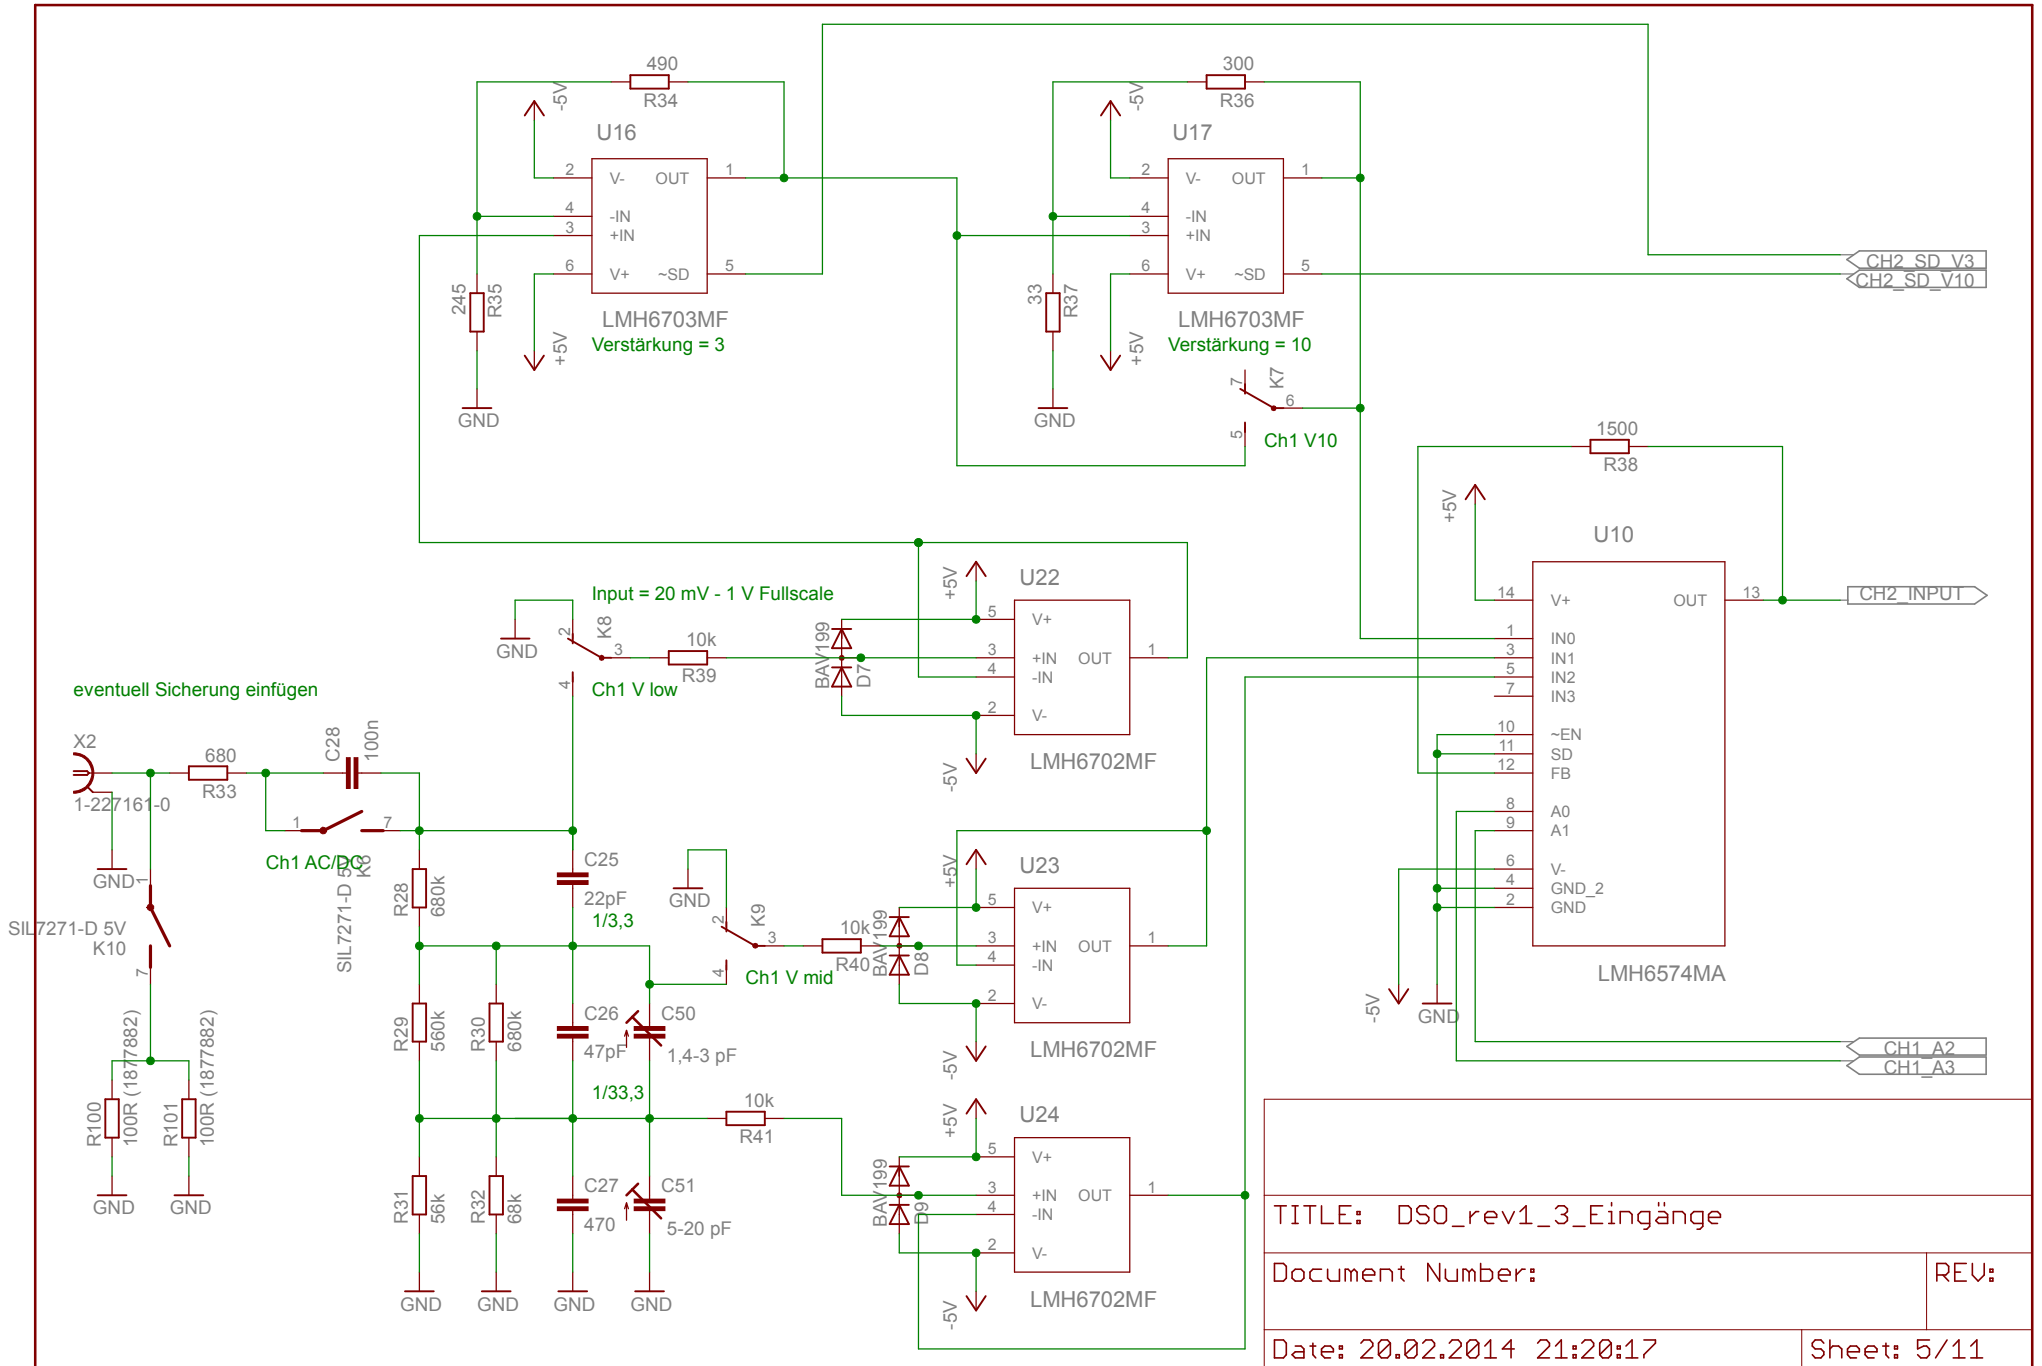 490
R34
-5V
U16
2 V- OUT 1
4 -IN
3 +IN
6 V+ ~SD 5
245
R35
+5V
LMH6703MF
Verstärkung = 3
GND
300
R36
-5V
U17
2 V- OUT 1
4 -IN
3 +IN
6 V+ ~SD 5
33
R37
+5V
LMH6703MF
Verstärkung = 10
GND
7
K7
6
5
Ch1 V10
CH2_SD_V3
CH2_SD_V10
1500
R38
+5V
U10
14 V+ OUT 13
1 IN0
3 IN1
5 IN2
7 IN3
10 ~EN
11 SD
12 FB
8 A0
9 A1
6 V-
4 GND_2
2 GND
LMH6574MA
-5V
GND
CH2_INPUT
CH1_A2
CH1_A3
Input = 20 mV - 1 V Fullscale
GND
2
K8
3
4
Ch1 V low
10k
R39
BAV199
D7
+5V
U22
5 V+
3 +IN OUT 1
4 -IN
2 V-
-5V
LMH6702MF
eventuell Sicherung einfügen
X2
1-227161-0
GND
680
R33
C28
100n
1
7
Ch1 AC/DC
K6
SIL7271-D 5V
1
SIL7271-D 5V
K10
7
R100
100R (1877882)
R101
100R (1877882)
GND
GND
R28
680k
C25
22pF
1/3,3
GND
2
K9
3
4
Ch1 V mid
10k
R40
BAV199
D8
+5V
U23
5 V+
3 +IN OUT 1
4 -IN
2 V-
-5V
LMH6702MF
R29
560k
R30
680k
C26
47pF
C50
1,4-3 pF
1/33,3
10k
R41
R31
56k
R32
68k
C27
470
C51
5-20 pF
GND
GND
GND
GND
BAV199
D9
+5V
U24
5 V+
3 +IN OUT 1
4 -IN
2 V-
-5V
LMH6702MF
TITLE: DSO_rev1_3_Eingänge
Document Number:
REV:
Date: 20.02.2014 21:20:17
Sheet: 5/11